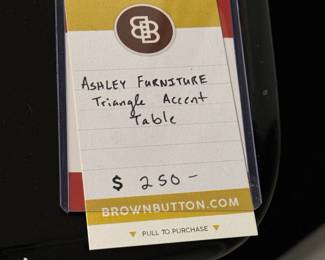 BB
ASHLEY FURNITURE
Triangle Accent
Table
$ 250-
BROWNBUTTON.COM
▼ PULL TO PURCHASE ▼